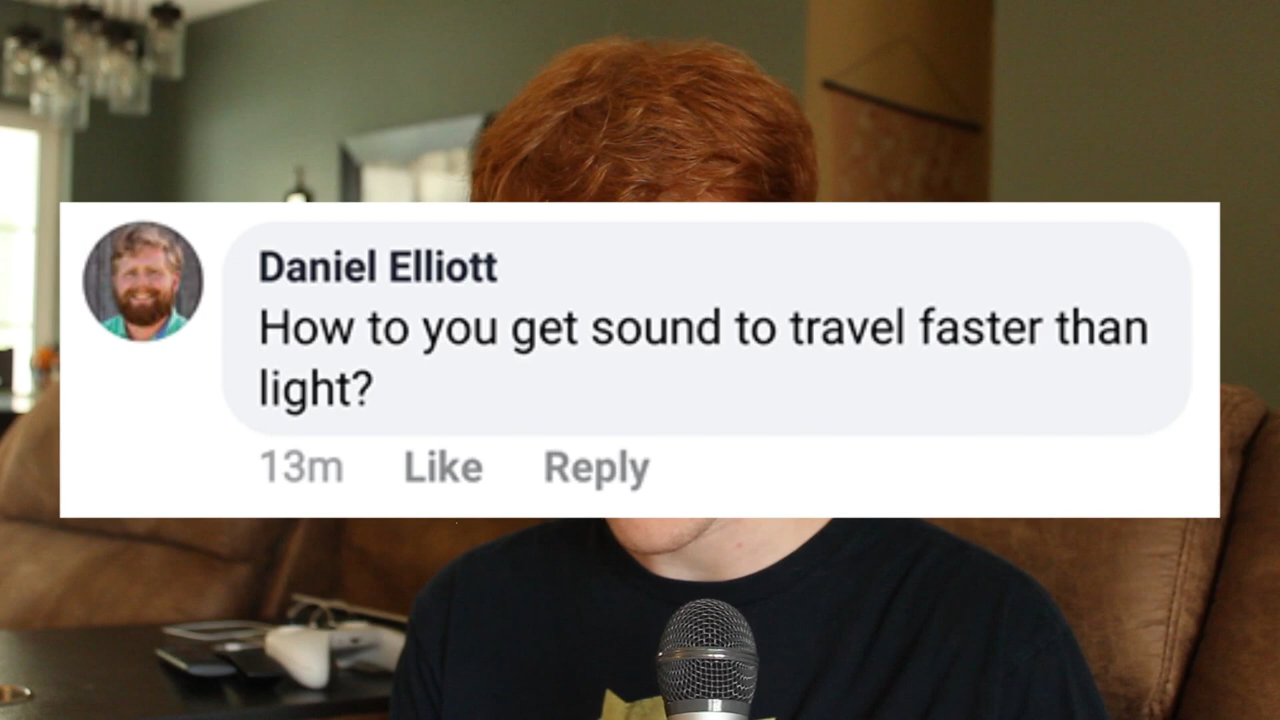 Daniel Elliott
How to you get sound to travel faster than
light?
13m Like Reply